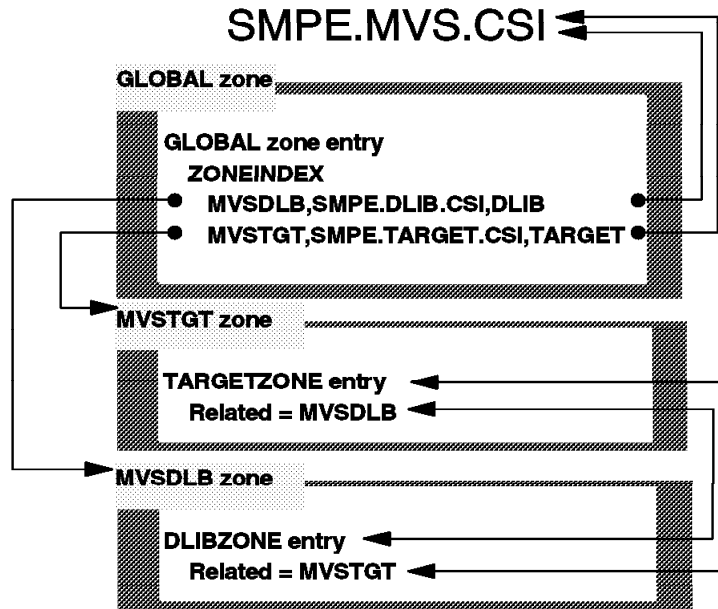 SMPE.MVS.CSI
GLOBAL zone
GLOBAL zone entry
ZONEINDEX
MVSDLB,SMPE.DLIB.CSI,DLIB
MVSTGT,SMPE.TARGET.CSI,TARGET
MVSTGT zone
TARGETZONE entry
Related = MVSDLB
MVSDLB zone
DLIBZONE entry
Related = MVSTGT